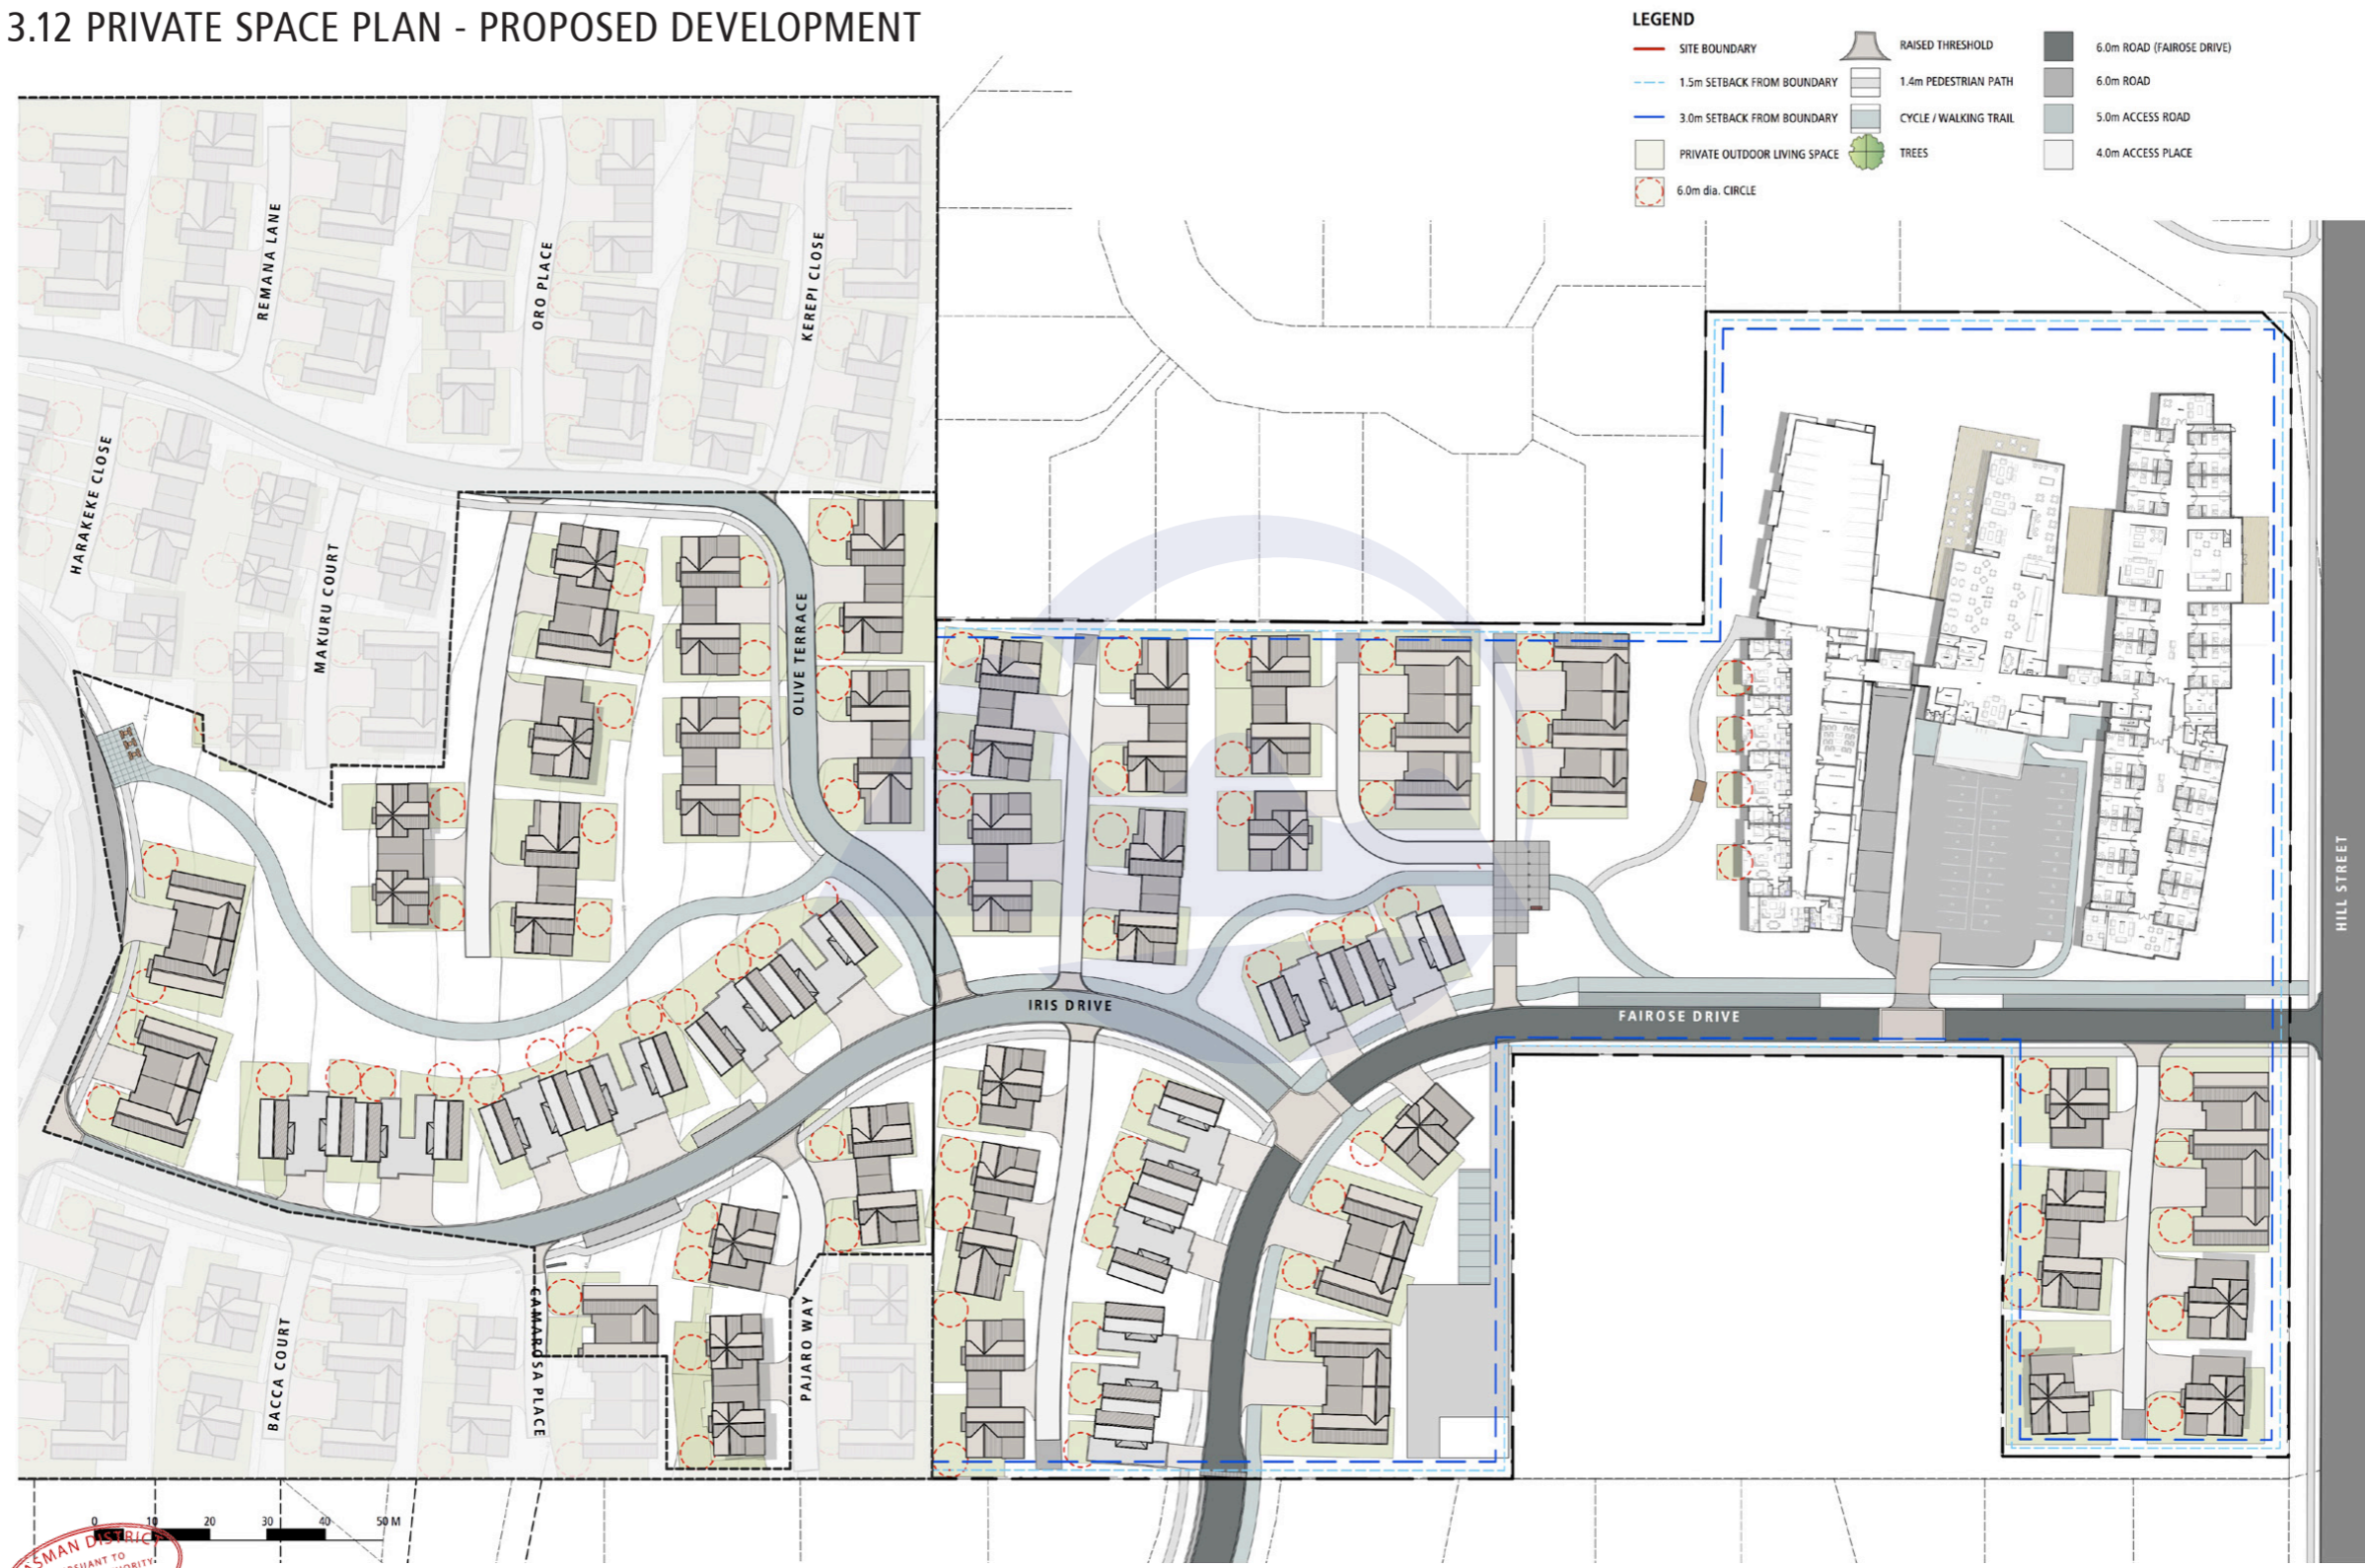 3.12 PRIVATE SPACE PLAN - PROPOSED DEVELOPMENT
LEGEND
SITE BOUNDARY
1.5m SETBACK FROM BOUNDARY
3.0m SETBACK FROM BOUNDARY
PRIVATE OUTDOOR LIVING SPACE
6.0m dia. CIRCLE
RAISED THRESHOLD
1.4m PEDESTRIAN PATH
CYCLE / WALKING TRAIL
TREES
6.0m ROAD (FAIROSE DRIVE)
6.0m ROAD
5.0m ACCESS ROAD
4.0m ACCESS PLACE
REMANA LANE
ORO PLACE
KEREPI CLOSE
HARAKEKE CLOSE
MAKURU COURT
OLIVE TERRACE
IRIS DRIVE
FAIROSE DRIVE
HILL STREET
BACCA COURT
CAMAROSA PLACE
PAJARO WAY
0 10 20 30 40 50 M
TASMAN DISTRICT
PURSUANT TO